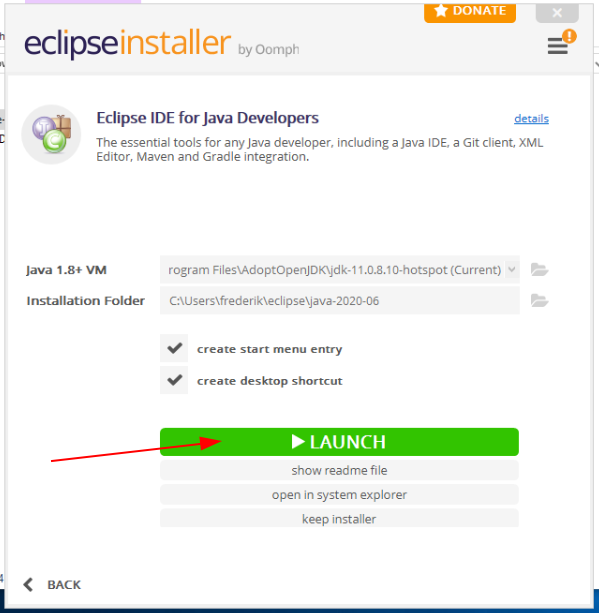 DONATE
eclipseinstaller by Oomph
Eclipse IDE for Java Developers
details
The essential tools for any Java developer, including a Java IDE, a Git client, XML
Editor, Maven and Gradle integration.
Java 1.8+ VM
rogram Files\AdoptOpenJDK\jdk-11.0.8.10-hotspot (Current)
Installation Folder
C:\Users\frederik\eclipse\java-2020-06
create start menu entry
create desktop shortcut
LAUNCH
show readme file
open in system explorer
keep installer
BACK